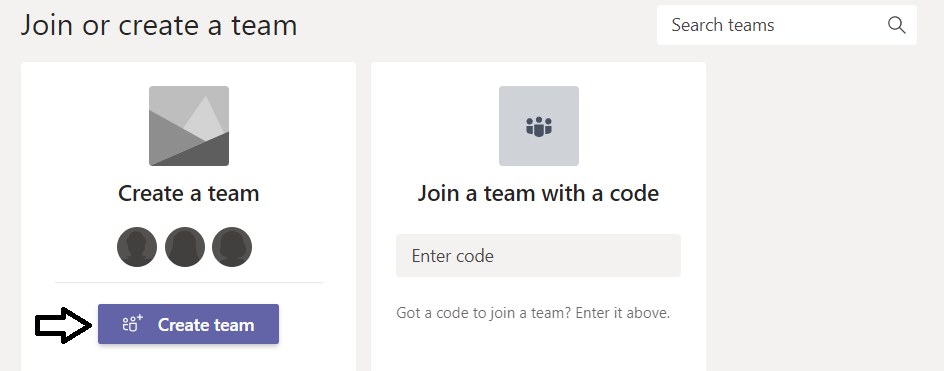 Join or create a team
Search teams
Create a team
Create team
Join a team with a code
Enter code
Got a code to join a team? Enter it above.